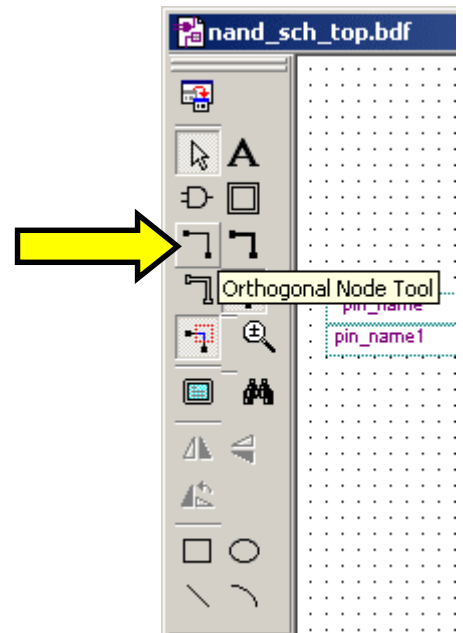 nand_sch_top.bdf
A
Orthogonal Node Tool
pin_name
pin_name1